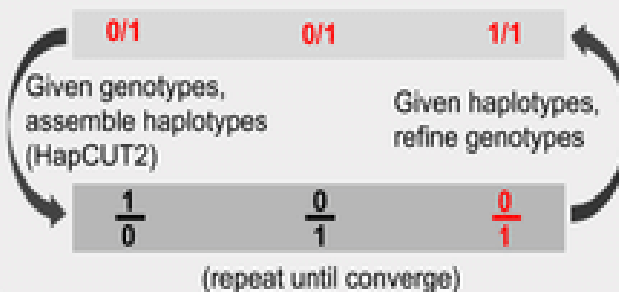 0/1 0/1 1/1
Given genotypes,
assemble haplotypes
(HapCUT2)
Given haplotypes,
refine genotypes
1 0 0
0 1 1
(repeat until converge)